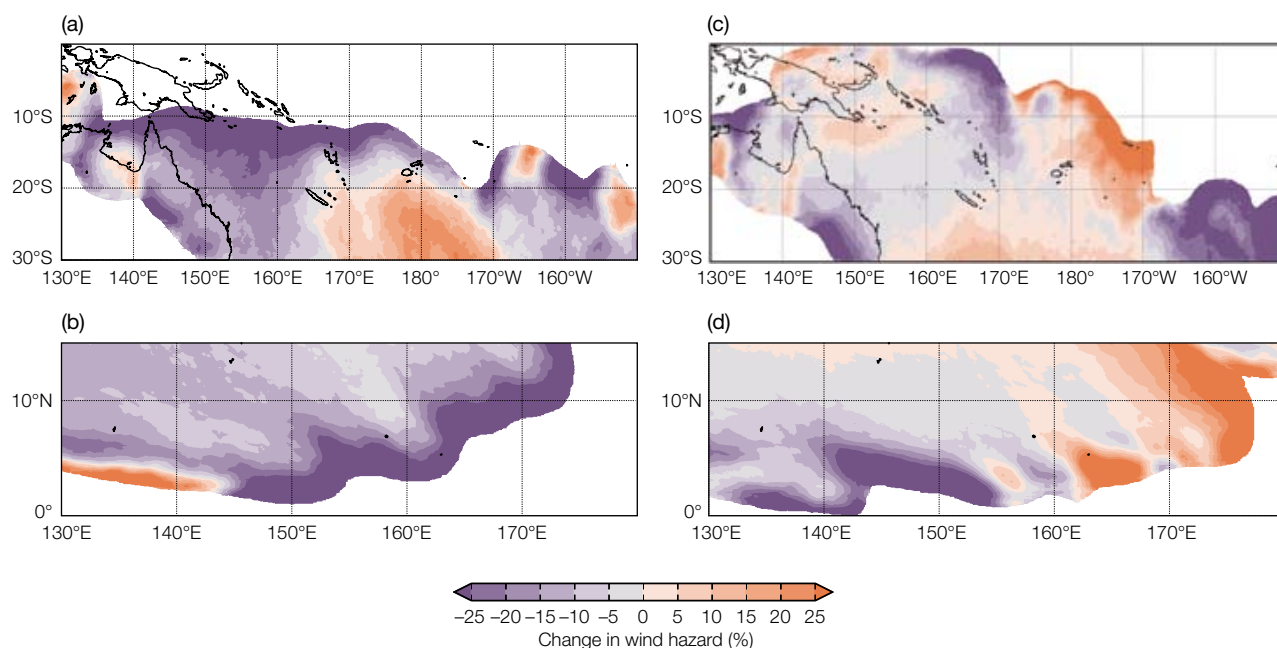 (a)
10°S
20°S
30°S
130°E 140°E 150°E 160°E 170°E 180° 170°W 160°W
(c)
10°S
20°S
30°S
130°E 140°E 150°E 160°E 170°E 180° 170°W 160°W
(b)
10°N
0°
130°E 140°E 150°E 160°E 170°E
(d)
10°N
0°
130°E 140°E 150°E 160°E 170°E
−25 −20 −15 −10 −5 0 5 10 15 20 25
Change in wind hazard (%)